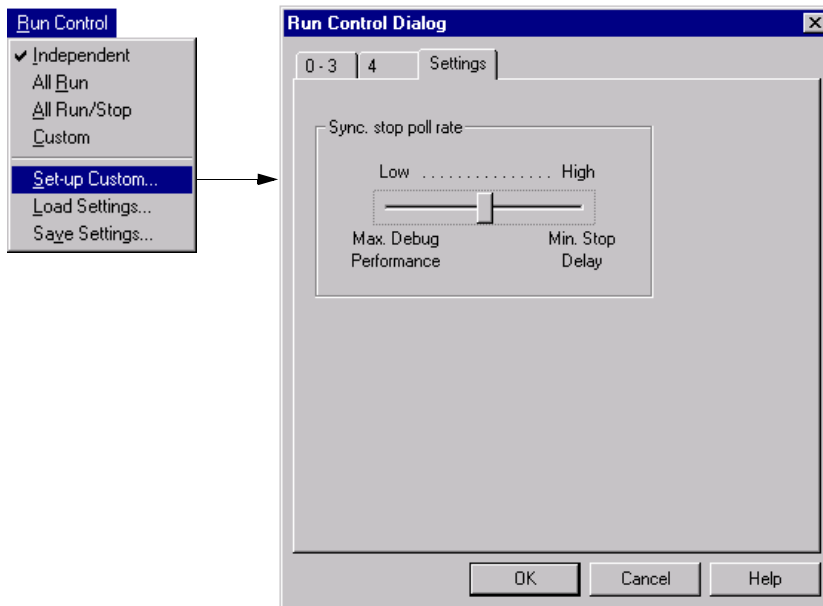 Run Control
Independent
All Run
All Run/Stop
Custom
Set-up Custom...
Load Settings...
Save Settings...
Run Control Dialog
0 - 3 4 Settings
Sync. stop poll rate
Low . . . . . . . . . . . . . . . High
Max. Debug Min. Stop
Performance Delay
OK Cancel Help